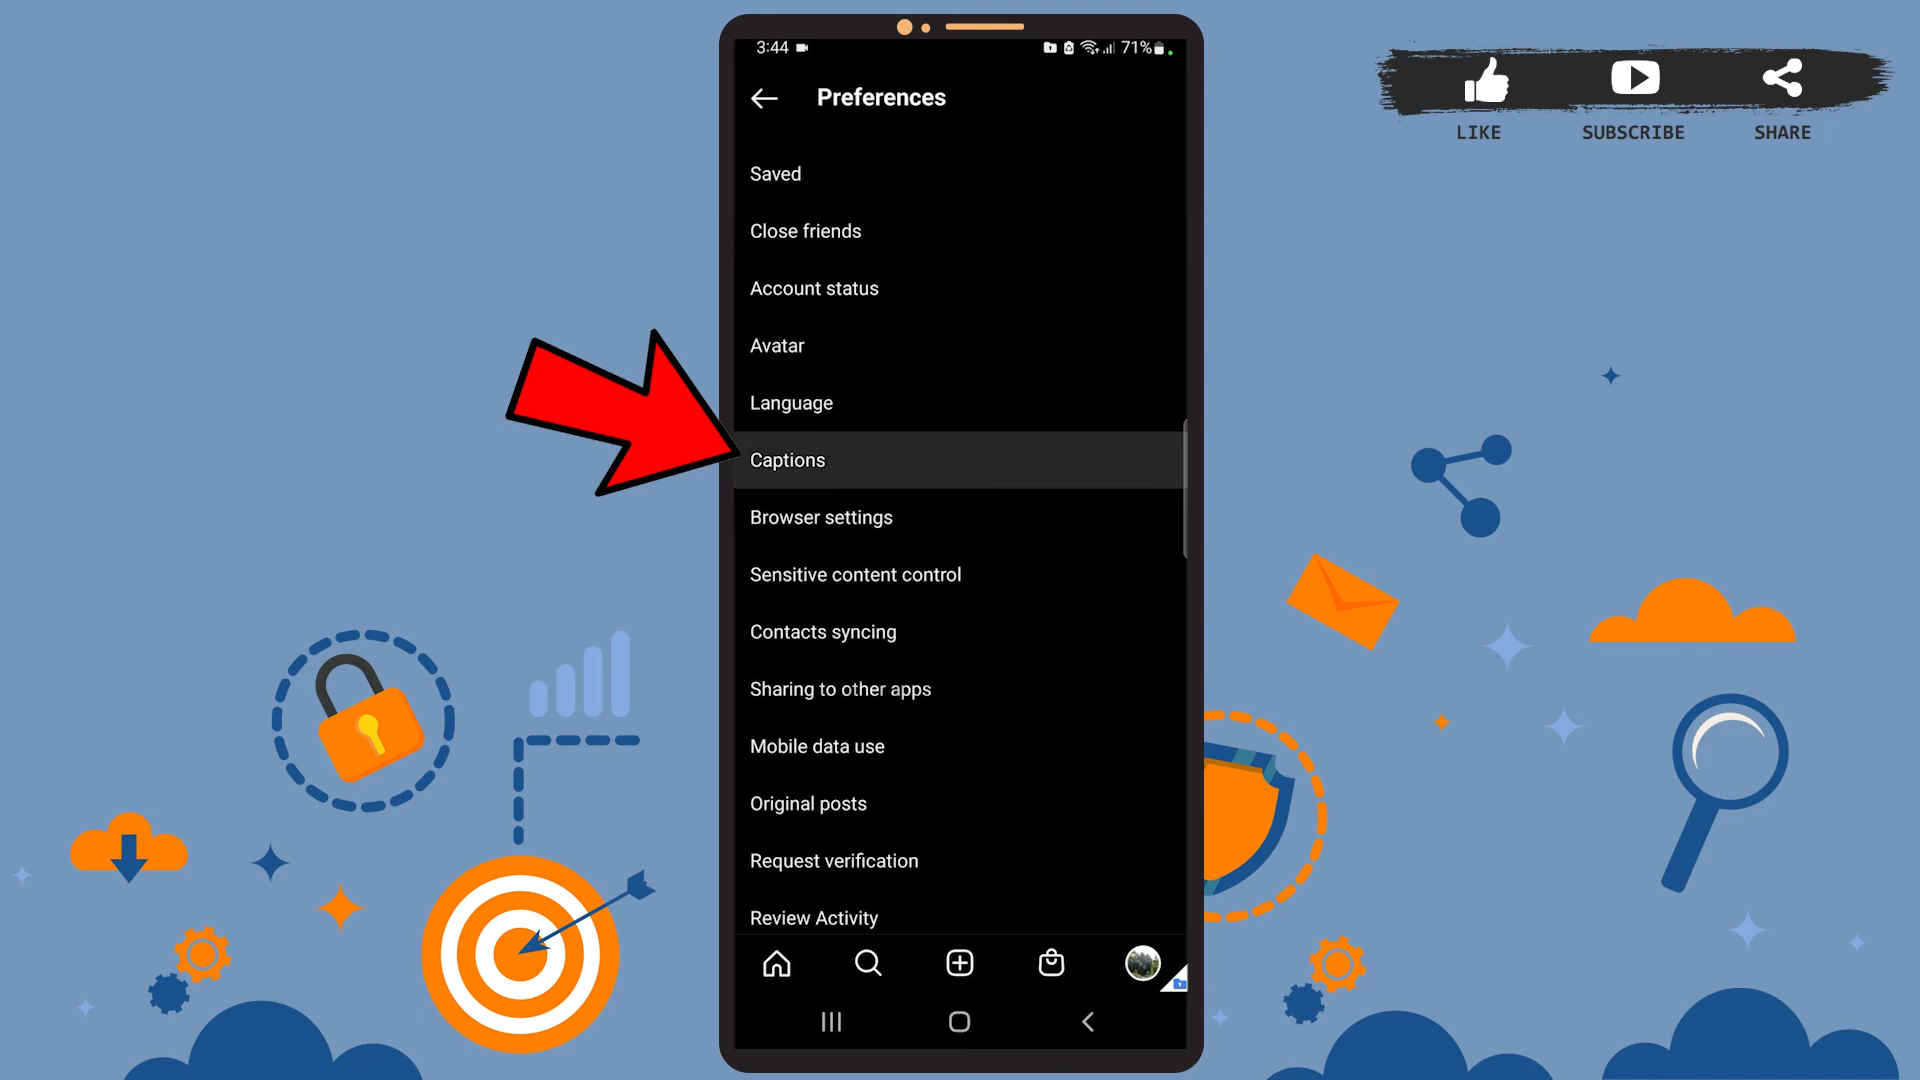 3:44
71%
Preferences
LIKE
SUBSCRIBE
SHARE
Saved
Close friends
Account status
Avatar
Language
Captions
Browser settings
Sensitive content control
Contacts syncing
Sharing to other apps
Mobile data use
Original posts
Request verification
Review Activity